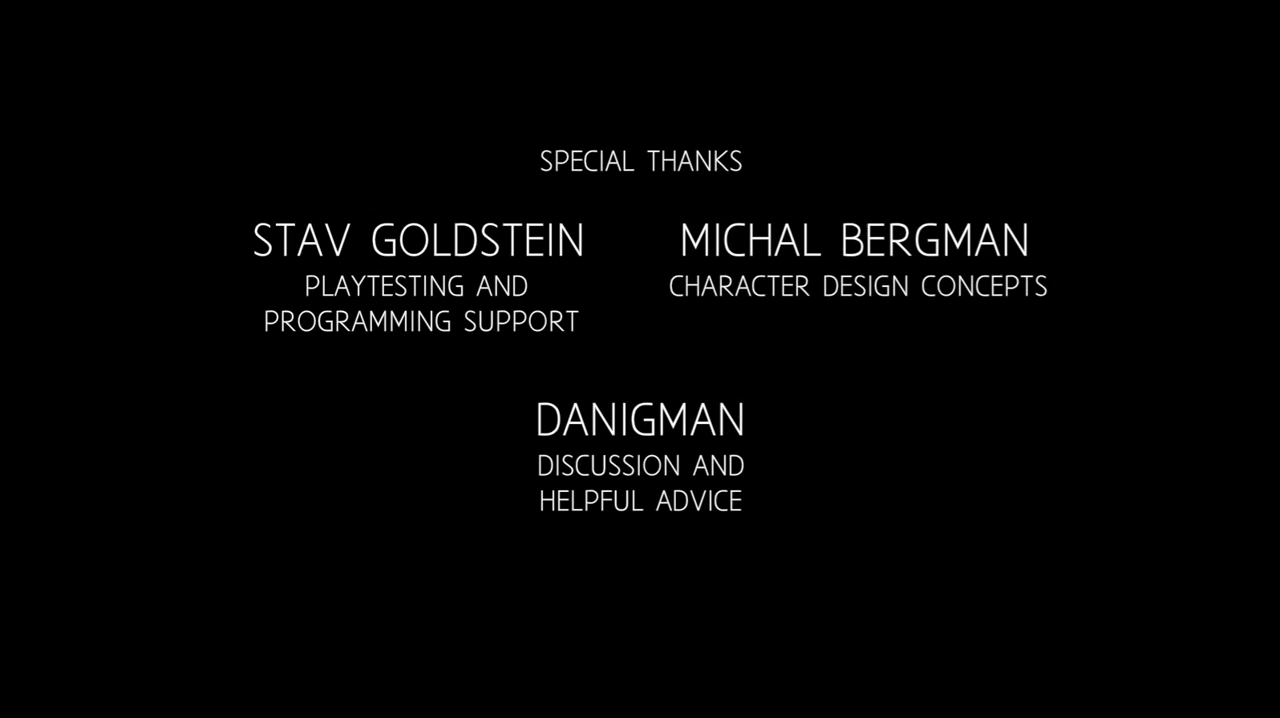 SPECIAL THANKS
STAV GOLDSTEIN
PLAYTESTING AND
PROGRAMMING SUPPORT
MICHAL BERGMAN
CHARACTER DESIGN CONCEPTS
DANIGMAN
DISCUSSION AND
HELPFUL ADVICE